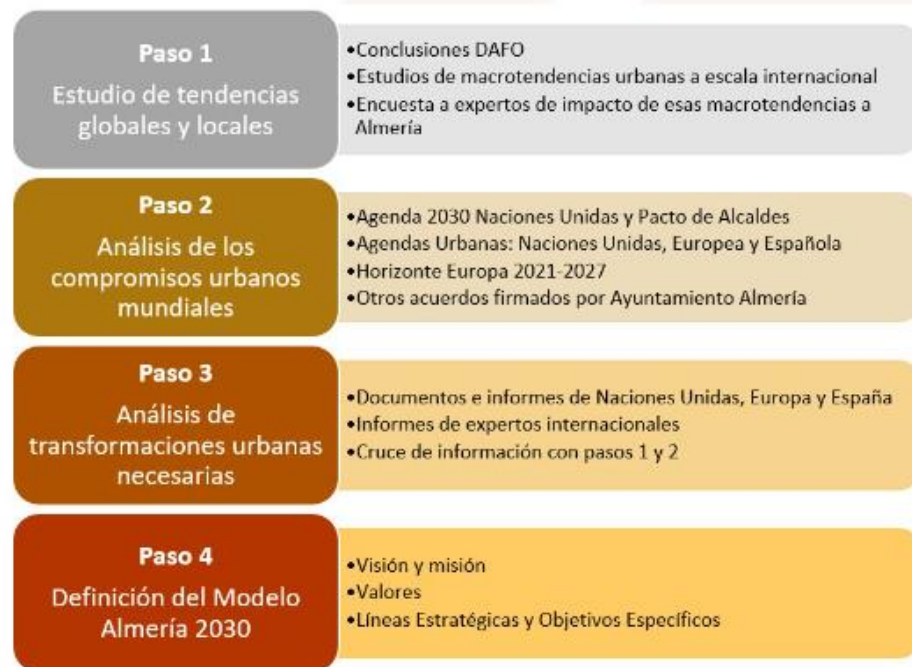 Paso 1
Estudio de tendencias
globales y locales
•Conclusiones DAFO
•Estudios de macrotendencias urbanas a escala internacional
•Encuesta a expertos de impacto de esas macrotendencias a
Almería
Paso 2
Análisis de los
compromisos urbanos
mundiales
•Agenda 2030 Naciones Unidas y Pacto de Alcaldes
•Agendas Urbanas: Naciones Unidas, Europea y Española
•Horizonte Europa 2021-2027
•Otros acuerdos firmados por Ayuntamiento Almería
Paso 3
Análisis de
transformaciones urbanas
necesarias
•Documentos e informes de Naciones Unidas, Europa y España
•Informes de expertos internacionales
•Cruce de información con pasos 1 y 2
Paso 4
Definición del Modelo
Almería 2030
•Visión y misión
•Valores
•Líneas Estratégicas y Objetivos Específicos